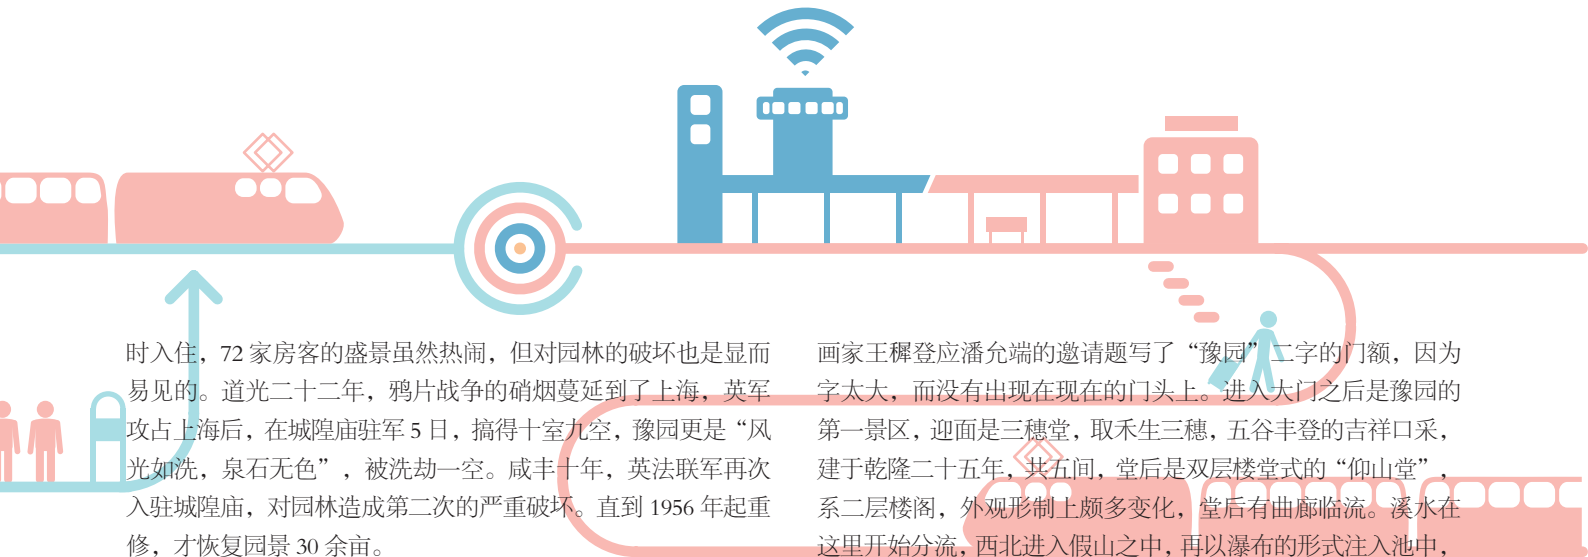 时入住，72 家房客的盛景虽然热闹，但对园林的破坏也是显而
易见的。道光二十二年，鸦片战争的硝烟蔓延到了上海，英军
攻占上海后，在城隍庙驻军 5 日，搞得十室九空，豫园更是“风
光如洗，泉石无色”，被洗劫一空。咸丰十年，英法联军再次
入驻城隍庙，对园林造成第二次的严重破坏。直到 1956 年起重
修，才恢复园景 30 余亩。
画家王穉登应潘允端的邀请题写了“豫园”二字的门额，因为
字太大，而没有出现在现在的门头上。进入大门之后是豫园的
第一景区，迎面是三穗堂，取禾生三穗，五谷丰登的吉祥口采，
建于乾隆二十五年，共五间，堂后是双层楼堂式的“仰山堂”，
系二层楼阁，外观形制上颇多变化，堂后有曲廊临流。溪水在
这里开始分流，西北进入假山之中，再以瀑布的形式注入池中，